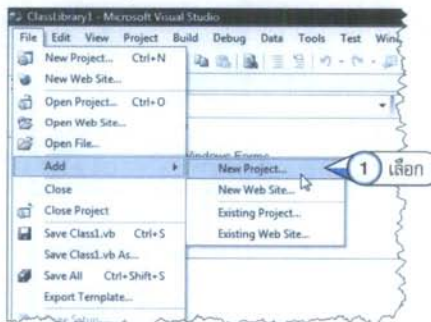 ClassLibrary1 - Microsoft Visual Studio
File Edit View Project Build Debug Data Tools Test
New Project... Ctrl+N
New Web Site...
Open Project... Ctrl+O
Open Web Site...
Open File...
Add
Close
Close Project
Save Class1.vb Ctrl+S
Save Class1.vb As...
Save All Ctrl+Shift+S
Export Template...
Windows Forms
New Project...
New Web Site...
Existing Project...
Existing Web Site...
1 เลือก